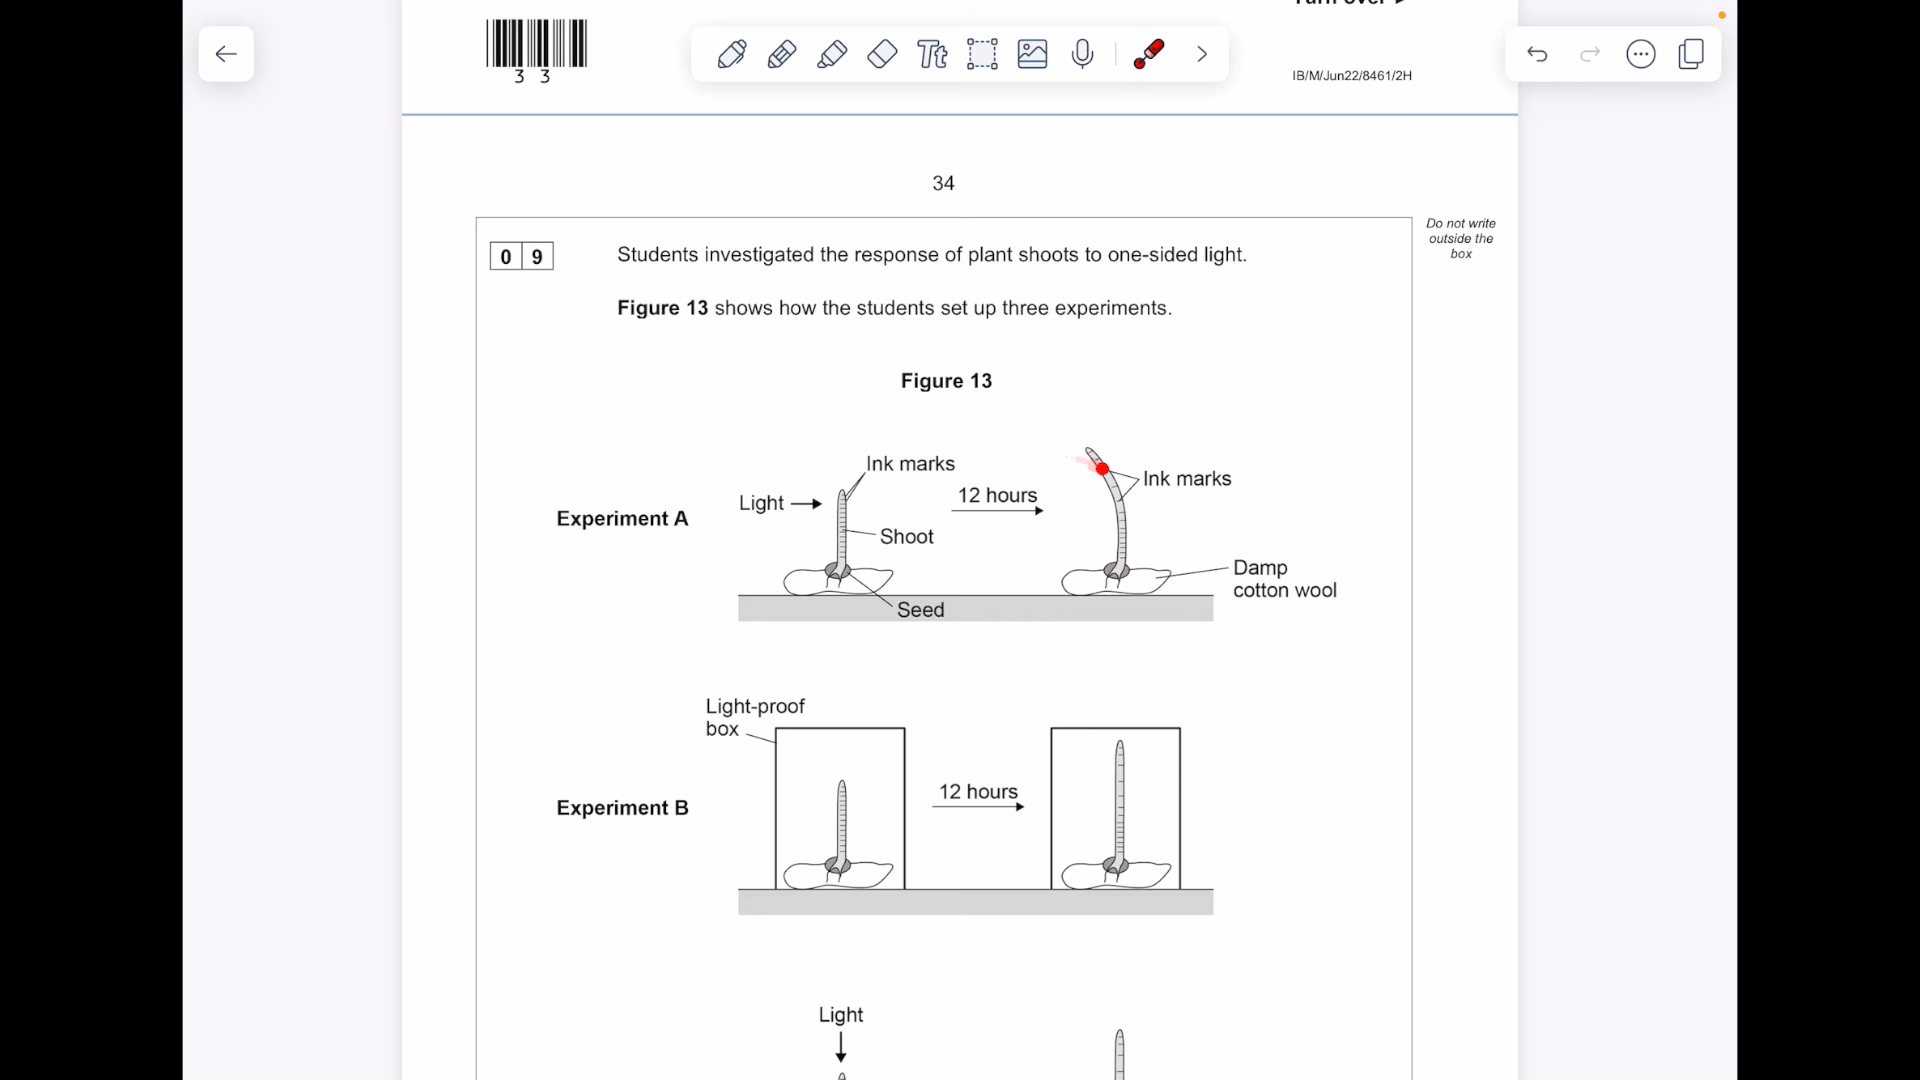 Turn over ►
3 3
Tt
IB/M/Jun22/8461/2H
34
Do not write
outside the
box
0 9
Students investigated the response of plant shoots to one-sided light.
Figure 13 shows how the students set up three experiments.
Figure 13
Ink marks
Light
12 hours
Ink marks
Experiment A
Shoot
Damp
cotton wool
Seed
Light-proof
box
12 hours
Experiment B
Light